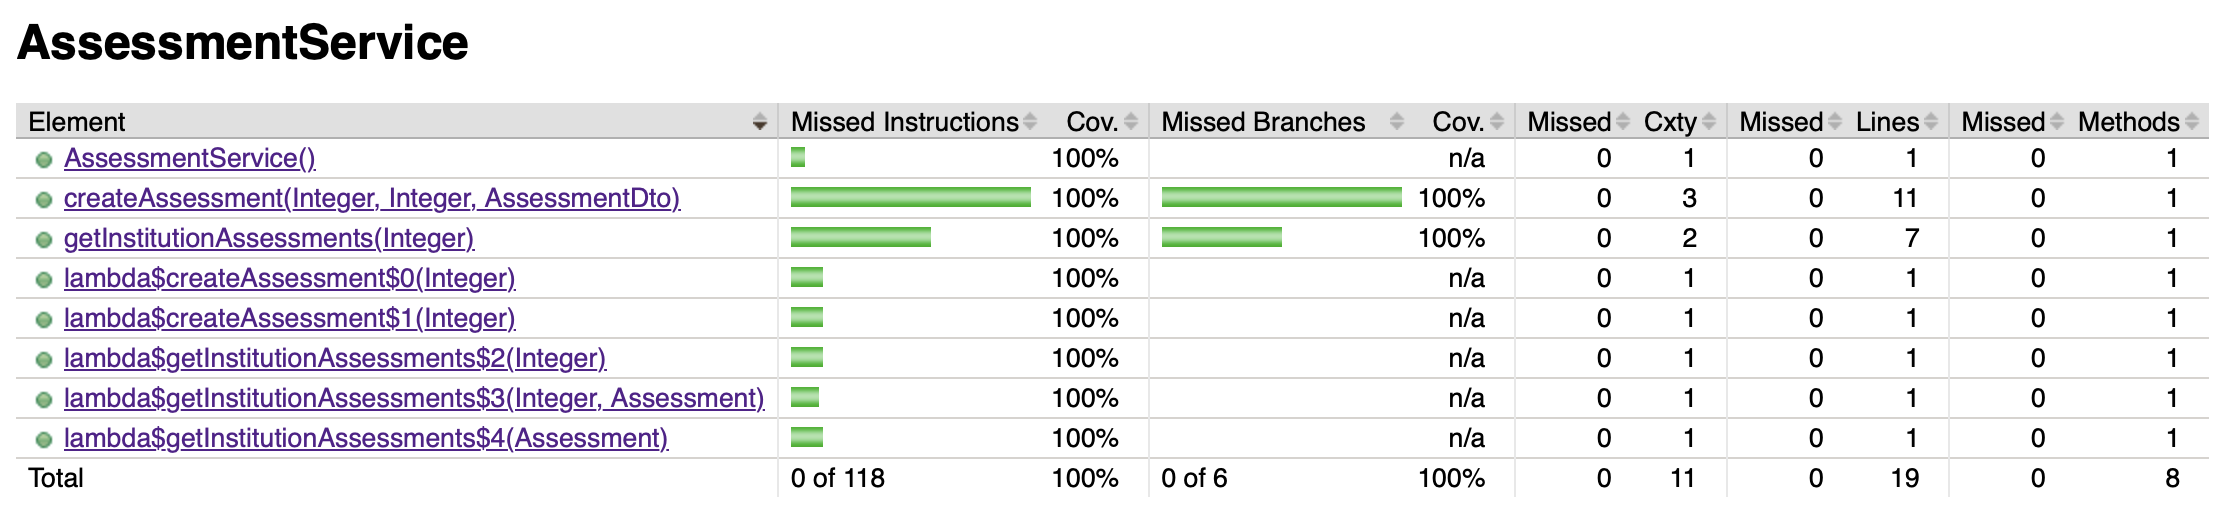 AssessmentService
Element Missed Instructions Cov. Missed Branches Cov. Missed Cxty Missed Lines Missed Methods
AssessmentService() 100% n/a 0 1 0 1 0 1
createAssessment(Integer, Integer, AssessmentDto) 100% 100% 0 3 0 11 0 1
getInstitutionAssessments(Integer) 100% 100% 0 2 0 7 0 1
lambda$createAssessment$0(Integer) 100% n/a 0 1 0 1 0 1
lambda$createAssessment$1(Integer) 100% n/a 0 1 0 1 0 1
lambda$getInstitutionAssessments$2(Integer) 100% n/a 0 1 0 1 0 1
lambda$getInstitutionAssessments$3(Integer, Assessment) 100% n/a 0 1 0 1 0 1
lambda$getInstitutionAssessments$4(Assessment) 100% n/a 0 1 0 1 0 1
Total 0 of 118 100% 0 of 6 100% 0 11 0 19 0 8